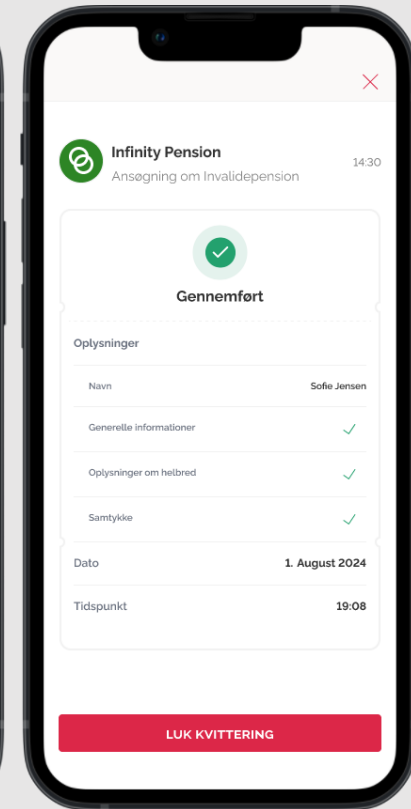 Infinity Pension
14:30
Ansøgning om Invalidepension
Gennemført
Oplysninger
Navn Sofie Jensen
Generelle informationer
Oplysninger om helbred
Samtykke
Dato 1. August 2024
Tidspunkt 19:08
LUK KVITTERING